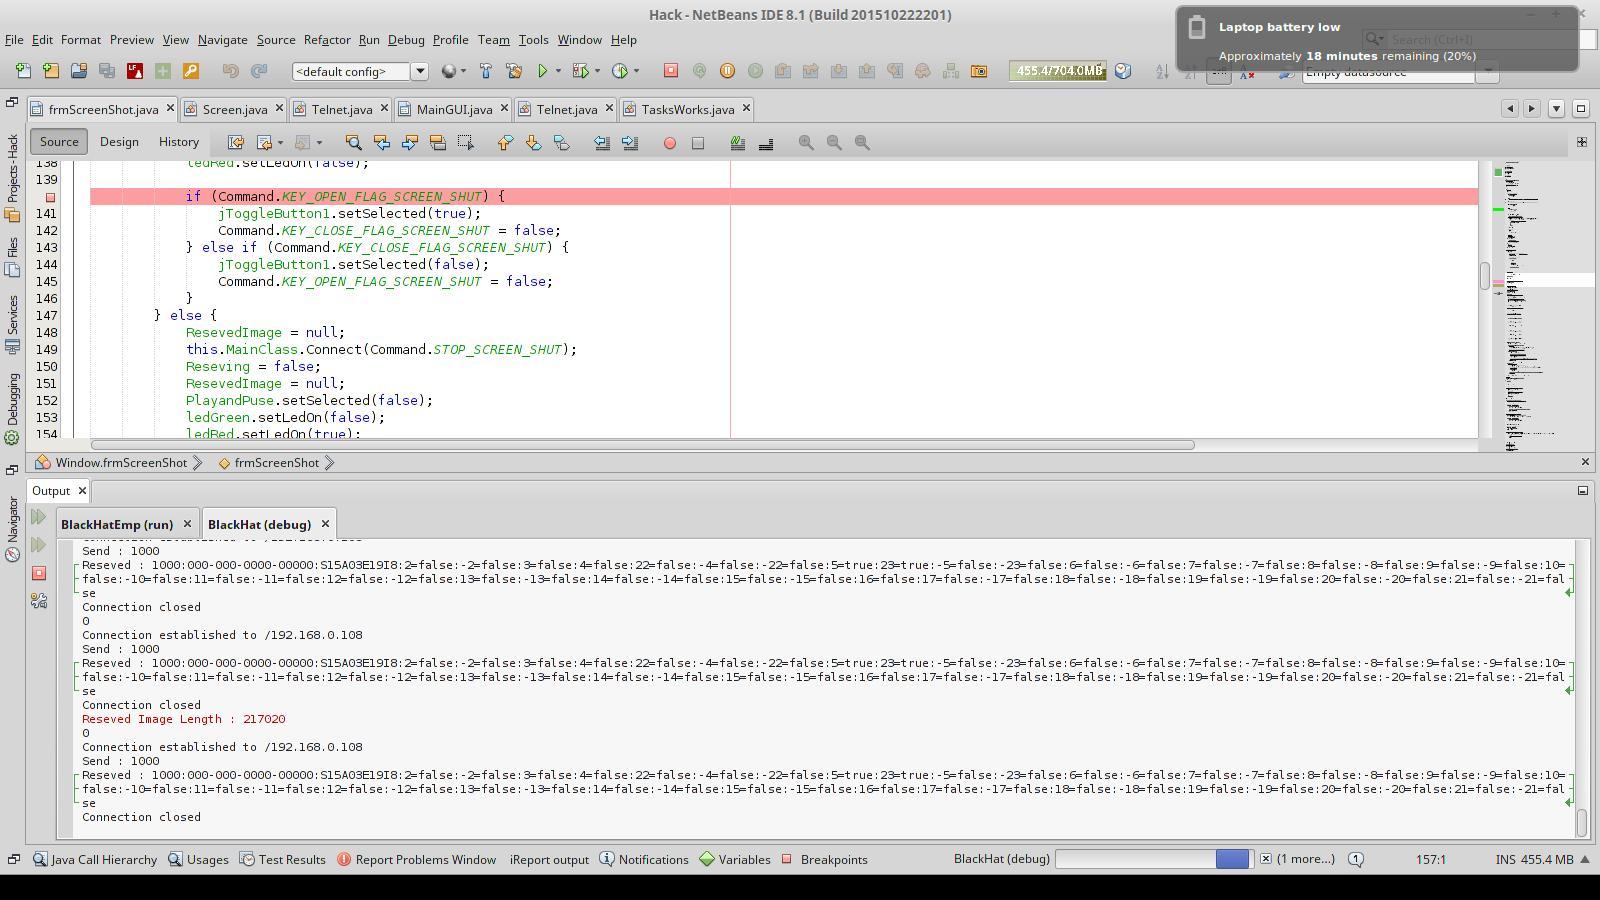 Hack - NetBeans IDE 8.1 (Build 201510222201)
Laptop battery low
Approximately 18 minutes remaining (20%)
File Edit Format Preview View Navigate Source Refactor Run Debug Profile Team Tools Window Help
Search (Ctrl+I)
<default config>
455.4/704.0MB
Empty datasource
frmScreenShot.java Screen.java Telnet.java MainGUI.java Telnet.java TasksWorks.java
Source Design History
Projects - Hack
Files
Services
Debugging
Navigator
138 ledRed.setLedOn(false);
139
if (Command.KEY_OPEN_FLAG_SCREEN_SHUT) {
141 jToggleButton1.setSelected(true);
142 Command.KEY_CLOSE_FLAG_SCREEN_SHUT = false;
143 } else if (Command.KEY_CLOSE_FLAG_SCREEN_SHUT) {
144 jToggleButton1.setSelected(false);
145 Command.KEY_OPEN_FLAG_SCREEN_SHUT = false;
146 }
147 } else {
148 ResevedImage = null;
149 this.MainClass.Connect(Command.STOP_SCREEN_SHUT);
150 Reseving = false;
151 ResevedImage = null;
152 PlayandPuse.setSelected(false);
153 ledGreen.setLedOn(false);
154 ledRed.setLedOn(true);
Window.frmScreenShot frmScreenShot
Output
BlackHatEmp (run) BlackHat (debug)
Connection established to /192.168.0.108
Send : 1000
Reseved : 1000:000-000-0000-00000:S15A03E19I8:2=false:-2=false:3=false:4=false:22=false:-4=false:-22=false:5=true:23=true:-5=false:-23=false:6=false:-6=false:7=false:-7=false:8=false:-8=false:9=false:-9=false:10=
false:-10=false:11=false:-11=false:12=false:-12=false:13=false:-13=false:14=false:-14=false:15=false:-15=false:16=false:17=false:-17=false:18=false:-18=false:19=false:-19=false:20=false:-20=false:21=false:-21=fal
se
Connection closed
0
Connection established to /192.168.0.108
Send : 1000
Reseved : 1000:000-000-0000-00000:S15A03E19I8:2=false:-2=false:3=false:4=false:22=false:-4=false:-22=false:5=true:23=true:-5=false:-23=false:6=false:-6=false:7=false:-7=false:8=false:-8=false:9=false:-9=false:10=
false:-10=false:11=false:-11=false:12=false:-12=false:13=false:-13=false:14=false:-14=false:15=false:-15=false:16=false:17=false:-17=false:18=false:-18=false:19=false:-19=false:20=false:-20=false:21=false:-21=fal
se
Connection closed
Reseved Image Length : 217020
0
Connection established to /192.168.0.108
Send : 1000
Reseved : 1000:000-000-0000-00000:S15A03E19I8:2=false:-2=false:3=false:4=false:22=false:-4=false:-22=false:5=true:23=true:-5=false:-23=false:6=false:-6=false:7=false:-7=false:8=false:-8=false:9=false:-9=false:10=
false:-10=false:11=false:-11=false:12=false:-12=false:13=false:-13=false:14=false:-14=false:15=false:-15=false:16=false:17=false:-17=false:18=false:-18=false:19=false:-19=false:20=false:-20=false:21=false:-21=fal
se
Connection closed
Java Call Hierarchy Usages Test Results Report Problems Window iReport output Notifications Variables Breakpoints BlackHat (debug) (1 more...) 1 157:1 INS 455.4 MB